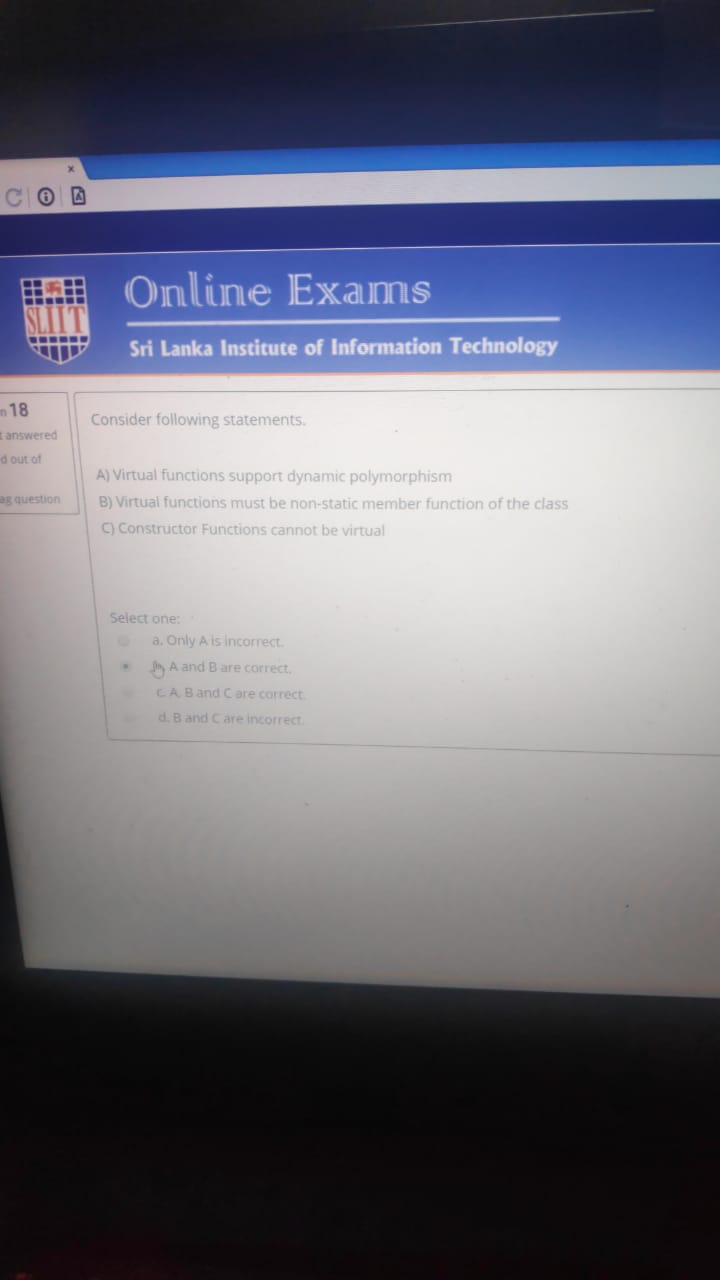 SLIIT
Online Exams
Sri Lanka Institute of Information Technology
n 18
t answered
d out of
ag question
Consider following statements.
A) Virtual functions support dynamic polymorphism
B) Virtual functions must be non-static member function of the class
C) Constructor Functions cannot be virtual
Select one:
a. Only A is incorrect.
A and B are correct.
c. A, B and C are correct.
d. B and C are incorrect.